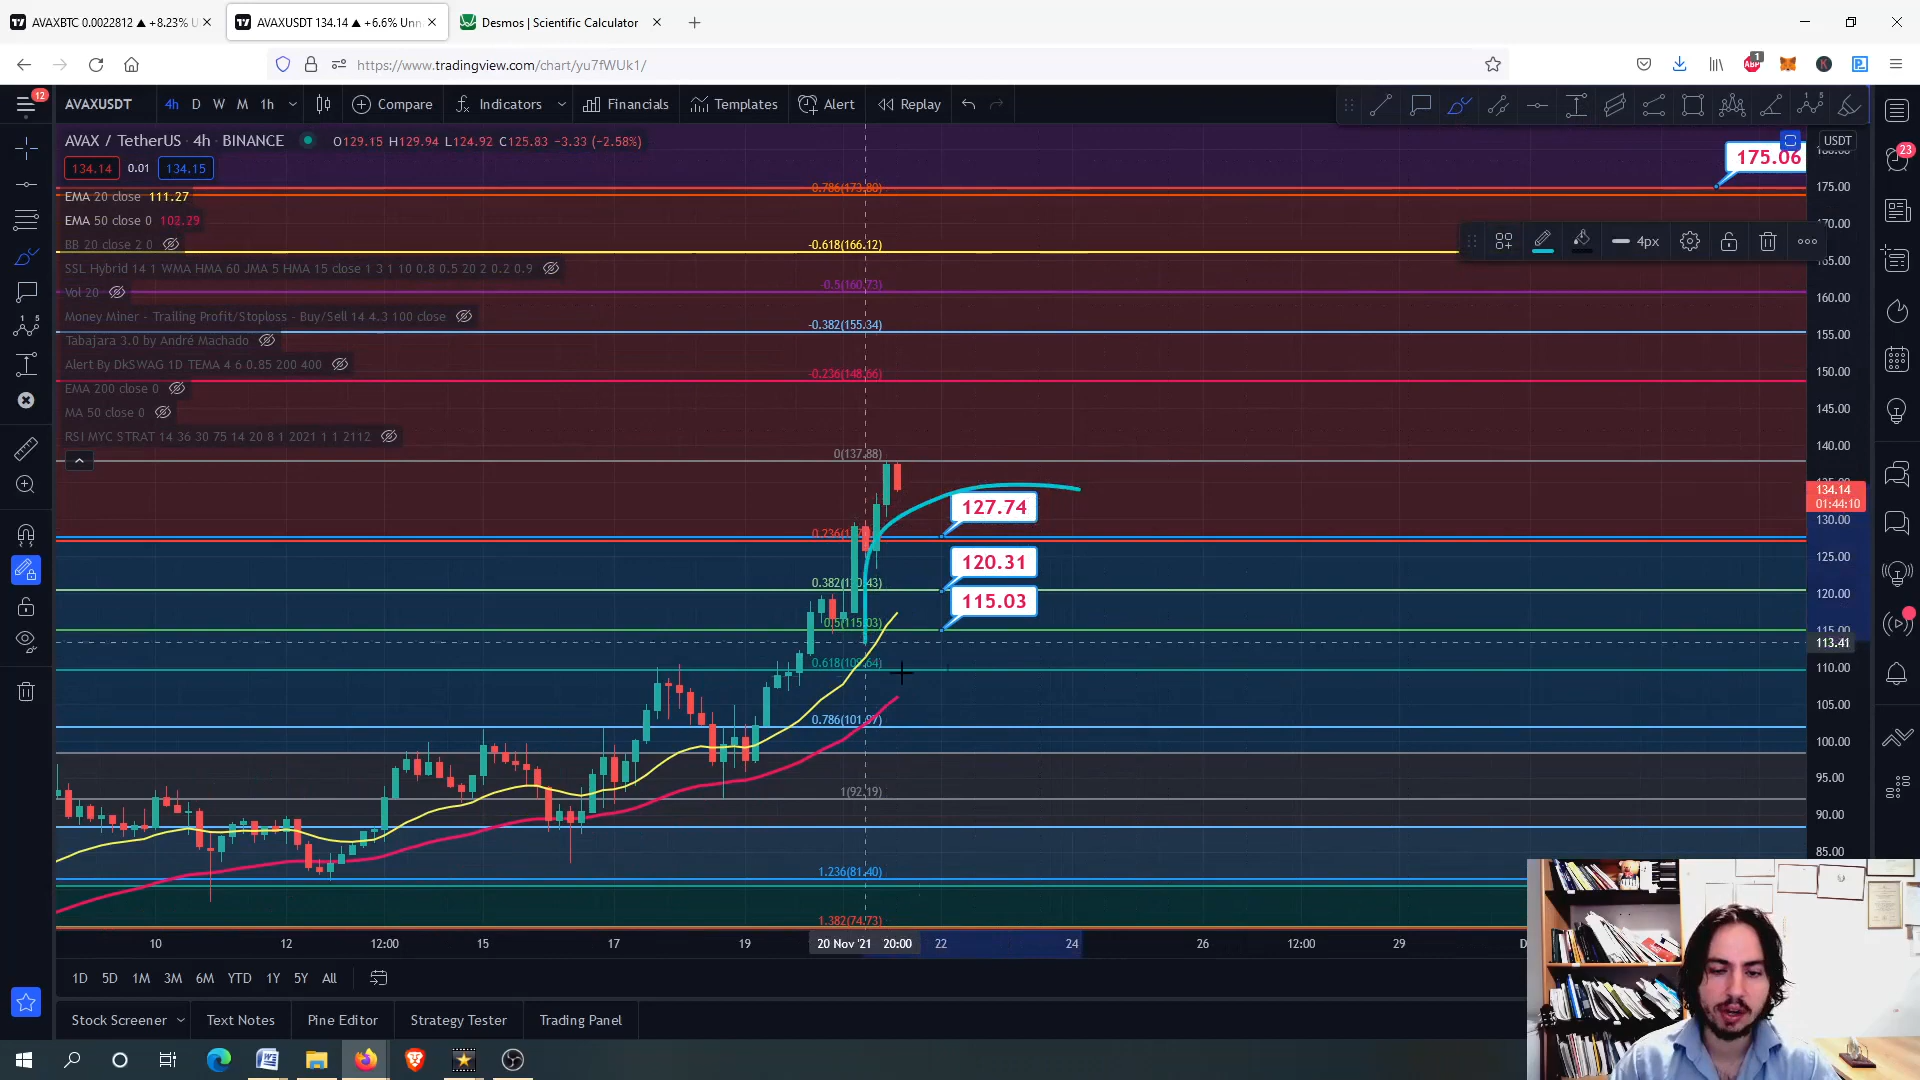 AVAXBTC 0.0022812 ▲ +8.23% U
AVAXUSDT 134.14 ▲ +6.6% Unn
Desmos | Scientific Calculator
https://www.tradingview.com/chart/yu7fWUk1/
1
12
AVAXUSDT
4h D W M 1h
Compare
Indicators
Financials
Templates
Alert
Replay
AVAX / TetherUS · 4h · BINANCE
O129.15 H129.94 L124.92 C125.83 -3.33 (-2.58%)
USDT
134.14 0.01 134.15
EMA 20 close 111.27
EMA 50 close 0 102.29
BB 20 close 2 0
SSL Hybrid 14 1 WMA HMA 60 JMA 5 HMA 15 close 1 3 1 10 0.8 0.5 20 2 0.2 0.9
Vol 20
Money Miner - Trailing Profit/Stoploss - Buy/Sell 14 4.3 100 close
Tabajara 3.0 by André Machado
Alert By DkSWAG 1D TEMA 4 6 0.85 200 400
EMA 200 close 0
MA 50 close 0
RSI MYC STRAT 14 36 30 75 14 20 8 1 2021 1 1 2112
4px
23
175.06
0.786(173.80)
-0.618(166.12)
-0.5(160.73)
-0.382(155.34)
-0.236(148.66)
0(137.88)
127.74
120.31
0.382(120.43)
115.03
0.5(115.03)
0.618(109.64)
0.786(101.97)
1(92.19)
1.236(81.40)
1.382(74.73)
175.00
170.00
165.00
160.00
155.00
150.00
145.00
140.00
134.14
01:44:10
130.00
125.00
120.00
115.00
113.41
110.00
105.00
100.00
95.00
90.00
85.00
10 12 12:00 15 17 19 20 Nov '21 20:00 22 24 26 12:00 29 D
1D 5D 1M 3M 6M YTD 1Y 5Y All
Stock Screener
Text Notes
Pine Editor
Strategy Tester
Trading Panel